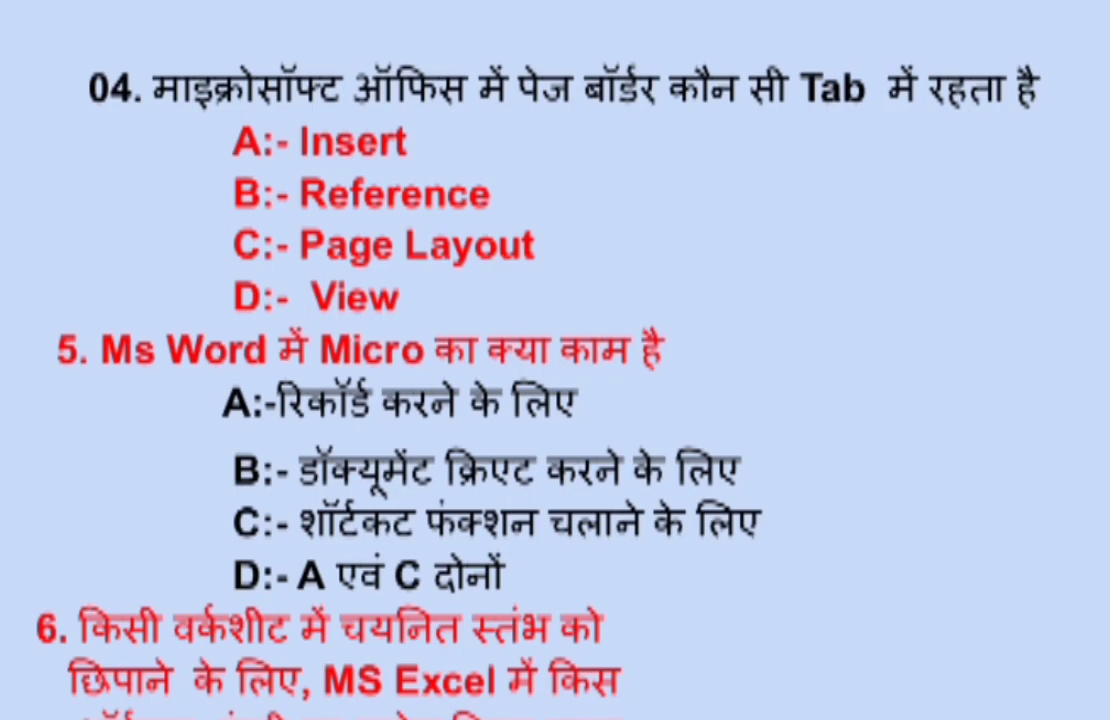 04. माइक्रोसॉफ्ट ऑफिस में पेज बॉर्डर कौन सी Tab में रहता है
A:- Insert
B:- Reference
C:- Page Layout
D:- View
5. Ms Word में Micro का क्या काम है
A:-रिकॉर्ड करने के लिए
B:- डॉक्यूमेंट क्रिएट करने के लिए
C:- शॉर्टकट फंक्शन चलाने के लिए
D:- A एवं C दोनों
6. किसी वर्कशीट में चयनित स्तंभ को
छिपाने के लिए, MS Excel में किस